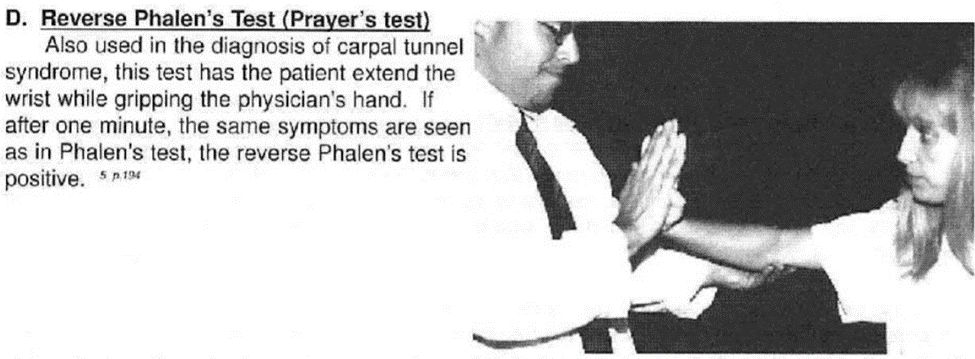 D. Reverse Phalen's Test (Prayer's test)
Also used in the diagnosis of carpal tunnel
syndrome, this test has the patient extend the
wrist while gripping the physician's hand. If
after one minute, the same symptoms are seen
as in Phalen's test, the reverse Phalen's test is
positive. 5 p.194